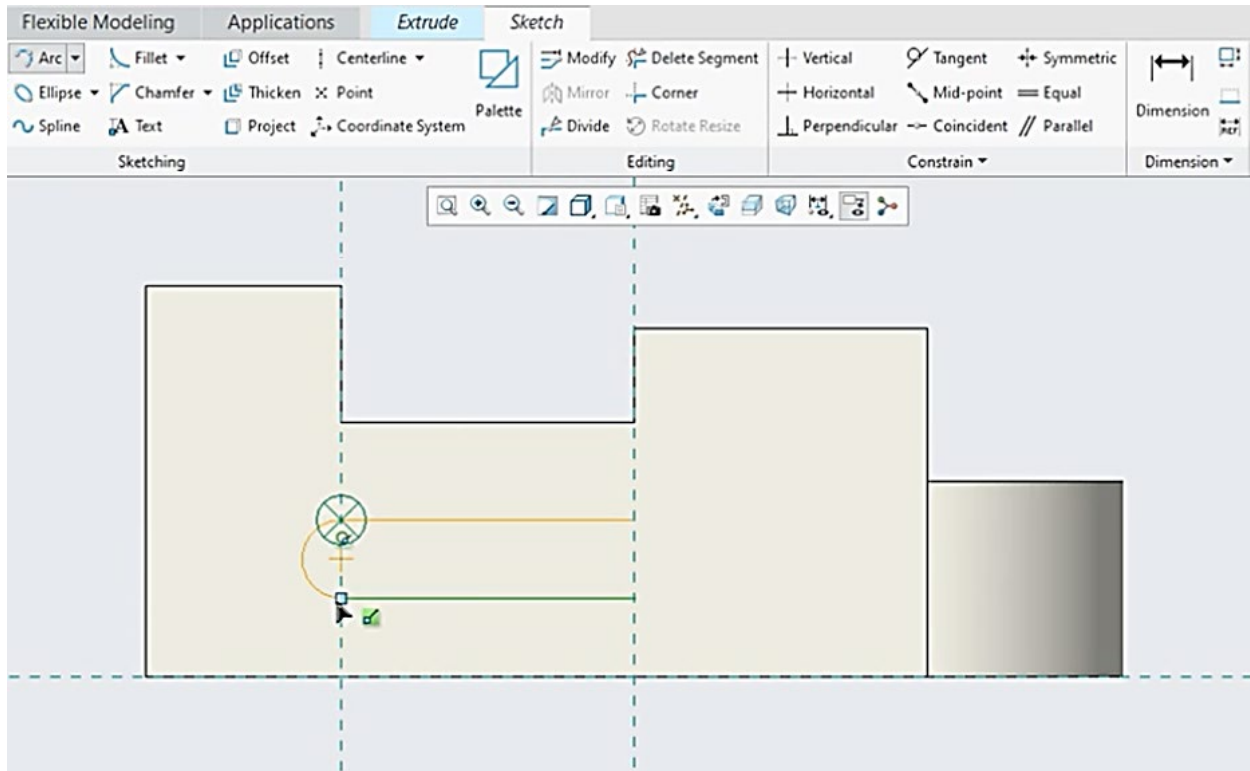 Flexible Modeling Applications Extrude Sketch
Arc Fillet Offset Centerline Modify Delete Segment Vertical Tangent Symmetric
Ellipse Chamfer Thicken Point Palette Mirror Corner Horizontal Mid-point Equal Dimension
Spline Text Project Coordinate System Divide Rotate Resize Perpendicular Coincident Parallel REF
Sketching Editing Constrain Dimension